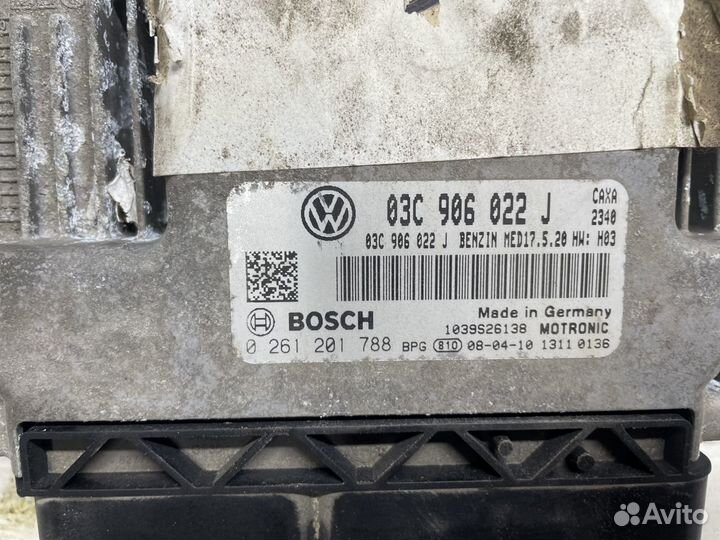 VW 03C 906 022 J CAXA
2340
03C 906 022 J BENZIN MED17.5.20 HW: H03
Made in Germany
BOSCH 1039S26138 MOTRONIC
0 261 201 788 BPG 810 08-04-10 1311 0136
Avito